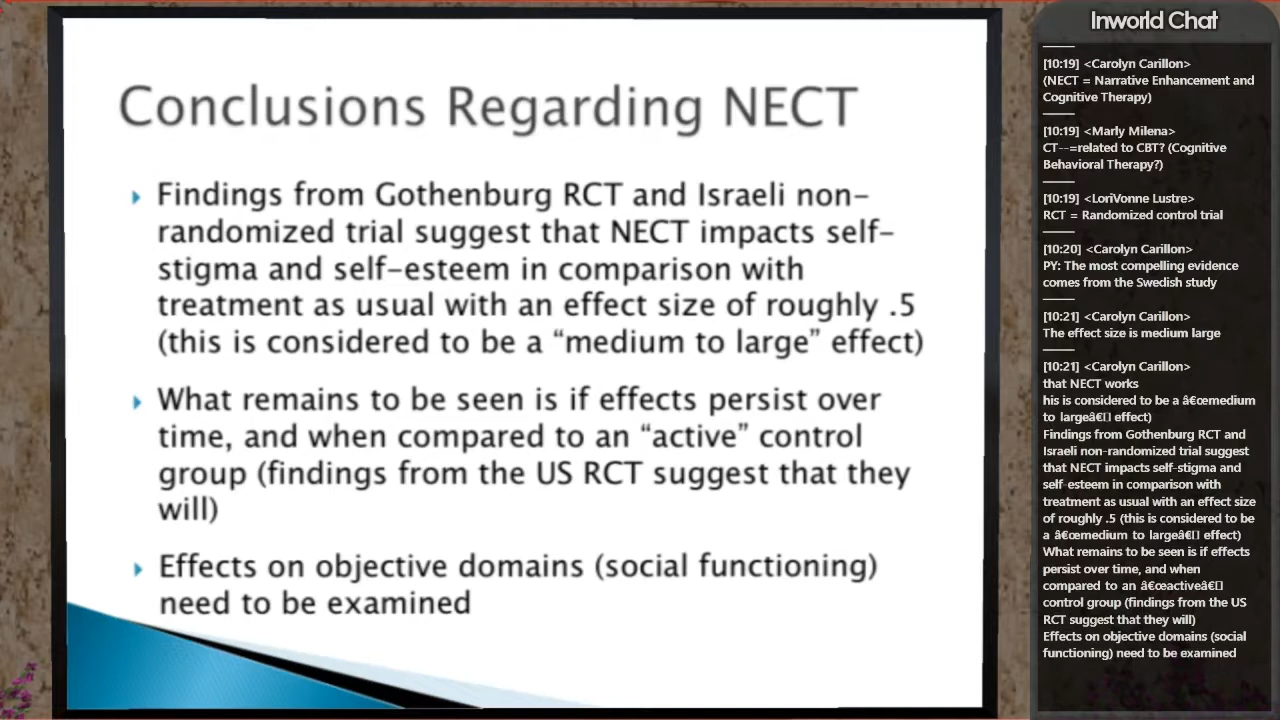 Conclusions Regarding NECT
Findings from Gothenburg RCT and Israeli non-
randomized trial suggest that NECT impacts self-
stigma and self-esteem in comparison with
treatment as usual with an effect size of roughly .5
(this is considered to be a “medium to large” effect)
What remains to be seen is if effects persist over
time, and when compared to an “active” control
group (findings from the US RCT suggest that they
will)
Effects on objective domains (social functioning)
need to be examined
Inworld Chat
[10:19] <Carolyn Carillon>
(NECT = Narrative Enhancement and
Cognitive Therapy)
[10:19] <Marly Milena>
CT--=related to CBT? (Cognitive
Behavioral Therapy?)
[10:19] <LoriVonne Lustre>
RCT = Randomized control trial
[10:20] <Carolyn Carillon>
PY: The most compelling evidence
comes from the Swedish study
[10:21] <Carolyn Carillon>
The effect size is medium large
[10:21] <Carolyn Carillon>
that NECT works
his is considered to be a â€œmedium
to largeâ€▯ effect)
Findings from Gothenburg RCT and
Israeli non-randomized trial suggest
that NECT impacts self-stigma and
self-esteem in comparison with
treatment as usual with an effect size
of roughly .5 (this is considered to be
a â€œmedium to largeâ€▯ effect)
What remains to be seen is if effects
persist over time, and when
compared to an â€œactiveâ€▯
control group (findings from the US
RCT suggest that they will)
Effects on objective domains (social
functioning) need to be examined